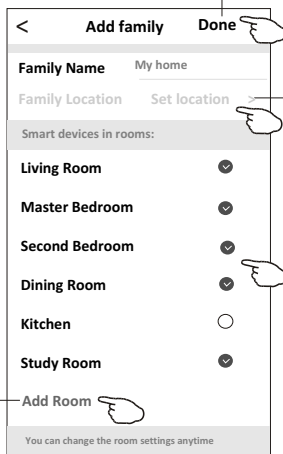 < Add family Done
Family Name My home
Family Location Set location >
Smart devices in rooms:
Living Room
Master Bedroom
Second Bedroom
Dining Room
Kitchen
Study Room
Add Room
You can change the room settings anytime